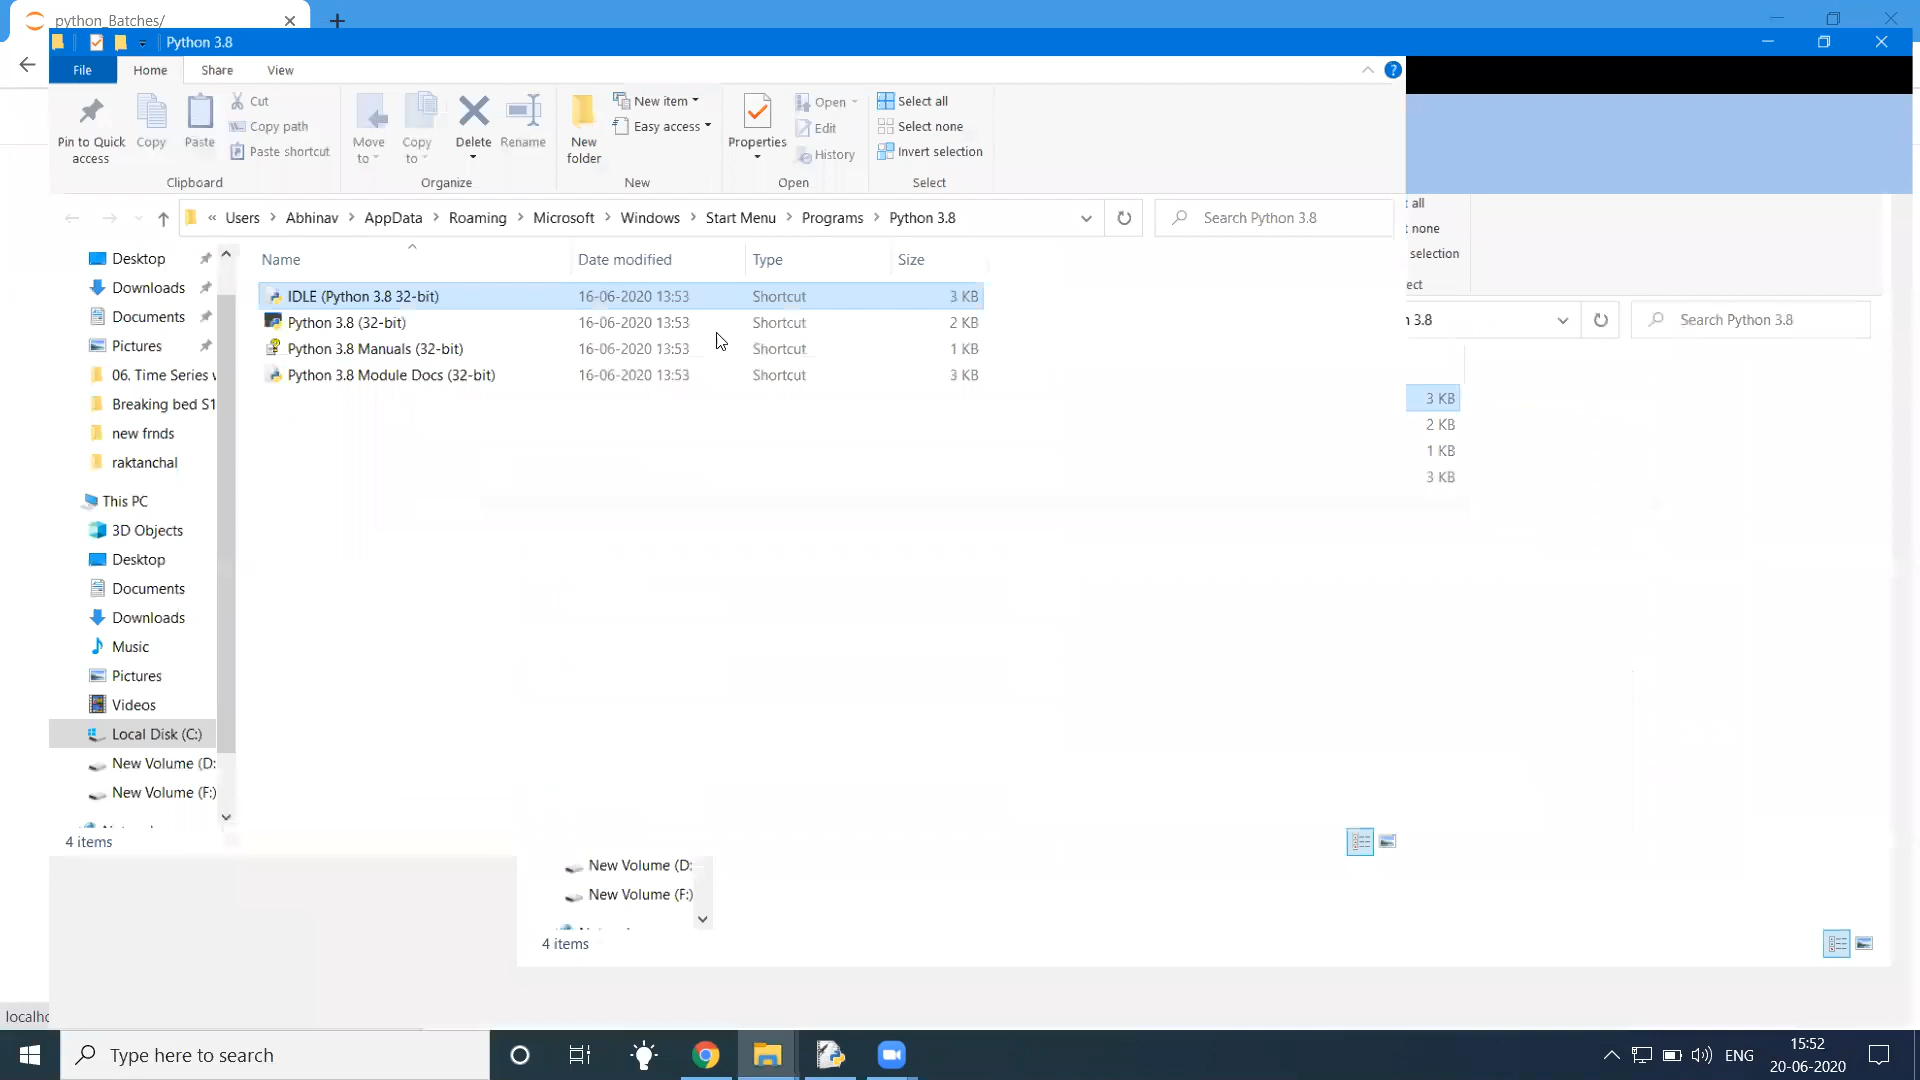 python_Batches/
Python 3.8
File Home Share View
Pin to Quick access
Copy
Paste
Cut
Copy path
Paste shortcut
Clipboard
Move to
Copy to
Delete
Rename
Organize
New folder
New item
Easy access
New
Properties
Open
Edit
History
Open
Select all
Select none
Invert selection
Select
« Users > Abhinav > AppData > Roaming > Microsoft > Windows > Start Menu > Programs > Python 3.8
Search Python 3.8
all
none
selection
ect
n 3.8
Search Python 3.8
Name Date modified Type Size
IDLE (Python 3.8 32-bit) 16-06-2020 13:53 Shortcut 3 KB
Python 3.8 (32-bit) 16-06-2020 13:53 Shortcut 2 KB
Python 3.8 Manuals (32-bit) 16-06-2020 13:53 Shortcut 1 KB
Python 3.8 Module Docs (32-bit) 16-06-2020 13:53 Shortcut 3 KB
3 KB
2 KB
1 KB
3 KB
Desktop
Downloads
Documents
Pictures
06. Time Series v
Breaking bed S1
new frnds
raktanchal
This PC
3D Objects
Desktop
Documents
Downloads
Music
Pictures
Videos
Local Disk (C:)
New Volume (D:
New Volume (F:)
4 items
New Volume (D:
New Volume (F:)
4 items
localho
Type here to search
ENG
15:52
20-06-2020